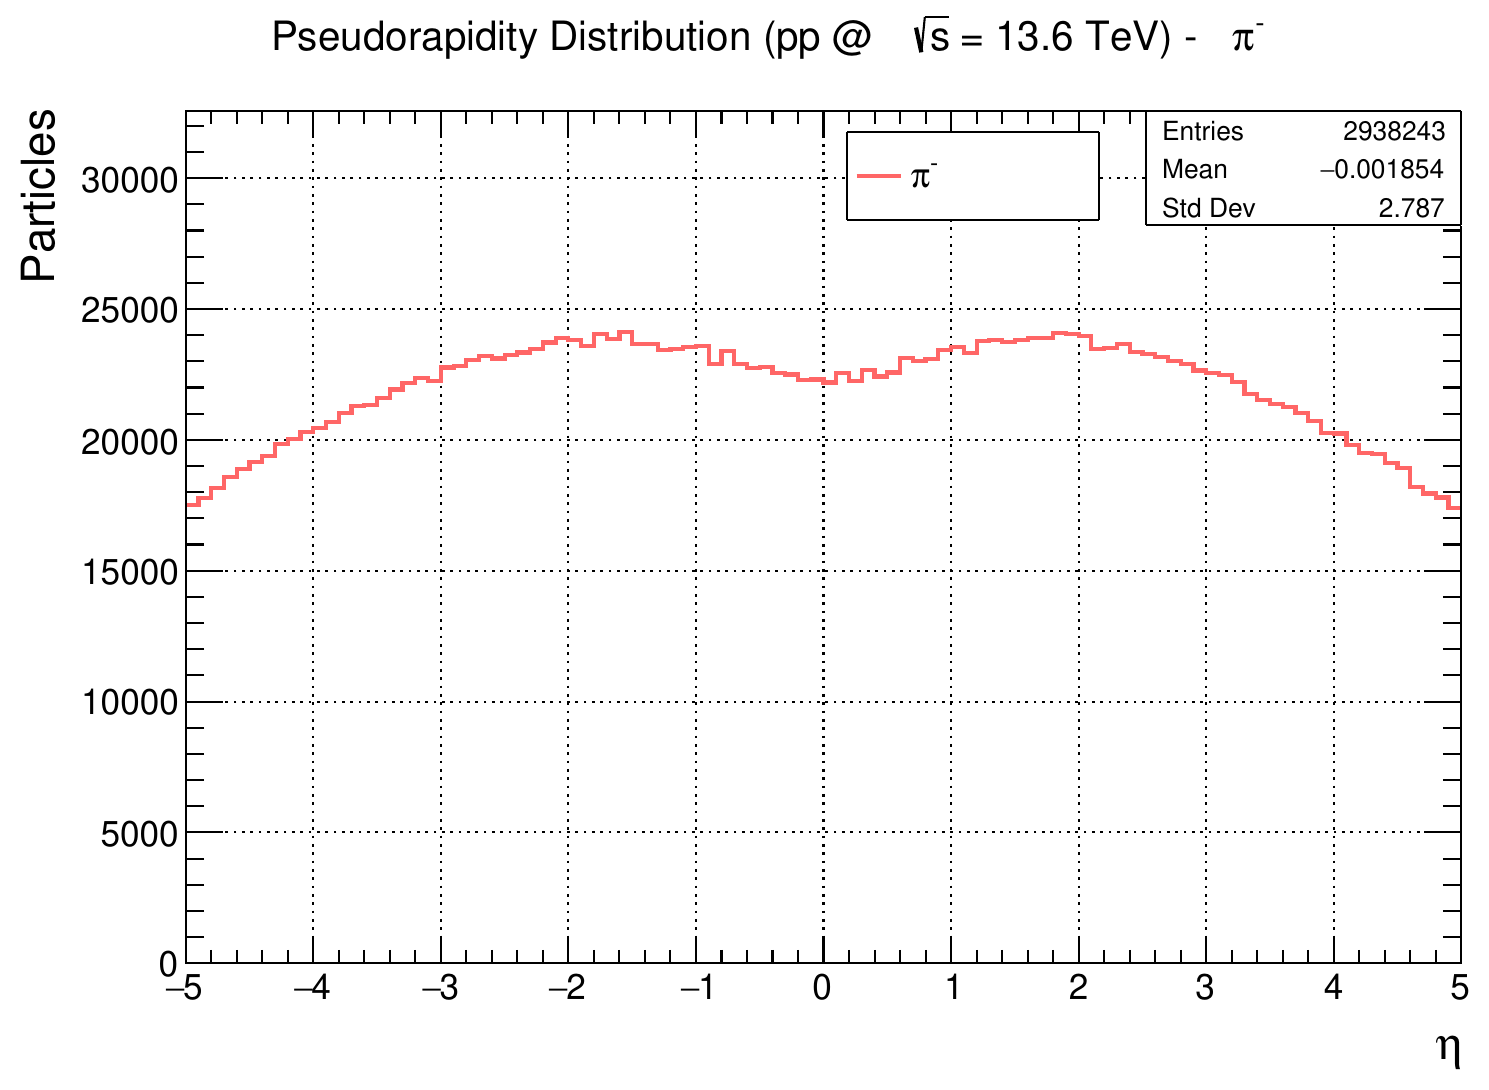 Pseudorapidity Distribution (pp @ √s = 13.6 TeV) - π⁻
Particles
30000
25000
20000
15000
10000
5000
0
π⁻
Entries 2938243
Mean −0.001854
Std Dev 2.787
−5 −4 −3 −2 −1 0 1 2 3 4 5
η